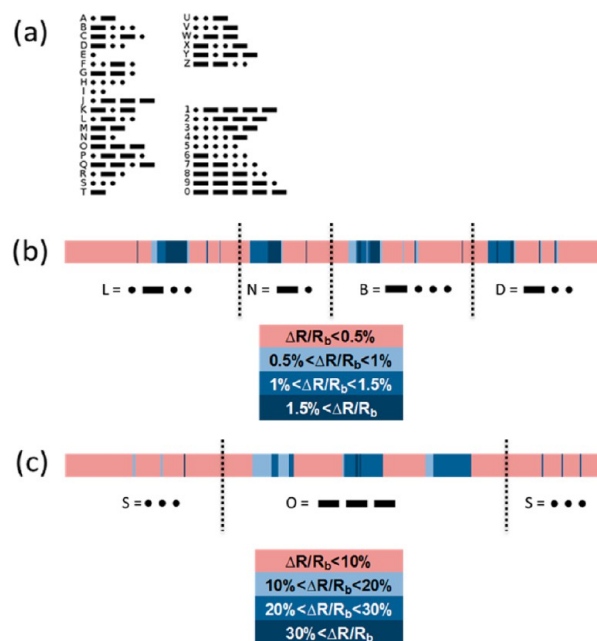 (a)
A • —
B — • • •
C — • — •
D — • •
E •
F • • — •
G — — •
H • • • •
I • •
J • — — —
K — • —
L • — • •
M — —
N — •
O — — —
P • — — •
Q — — • —
R • — •
S • • •
T —
U • • —
V • • • —
W • — —
X — • • —
Y — • — —
Z — — • •
1 • — — — —
2 • • — — —
3 • • • — —
4 • • • • —
5 • • • • •
6 — • • • •
7 — — • • •
8 — — — • •
9 — — — — •
0 — — — — —
(b)
L = • — • • N = — • B = — • • • D = — • •
ΔR/R_b<0.5%
0.5%<ΔR/R_b<1%
1%<ΔR/R_b<1.5%
1.5%<ΔR/R_b
(c)
S = • • • O = — — — S = • • •
ΔR/R_b<10%
10%<ΔR/R_b<20%
20%<ΔR/R_b<30%
30%<ΔR/R_b